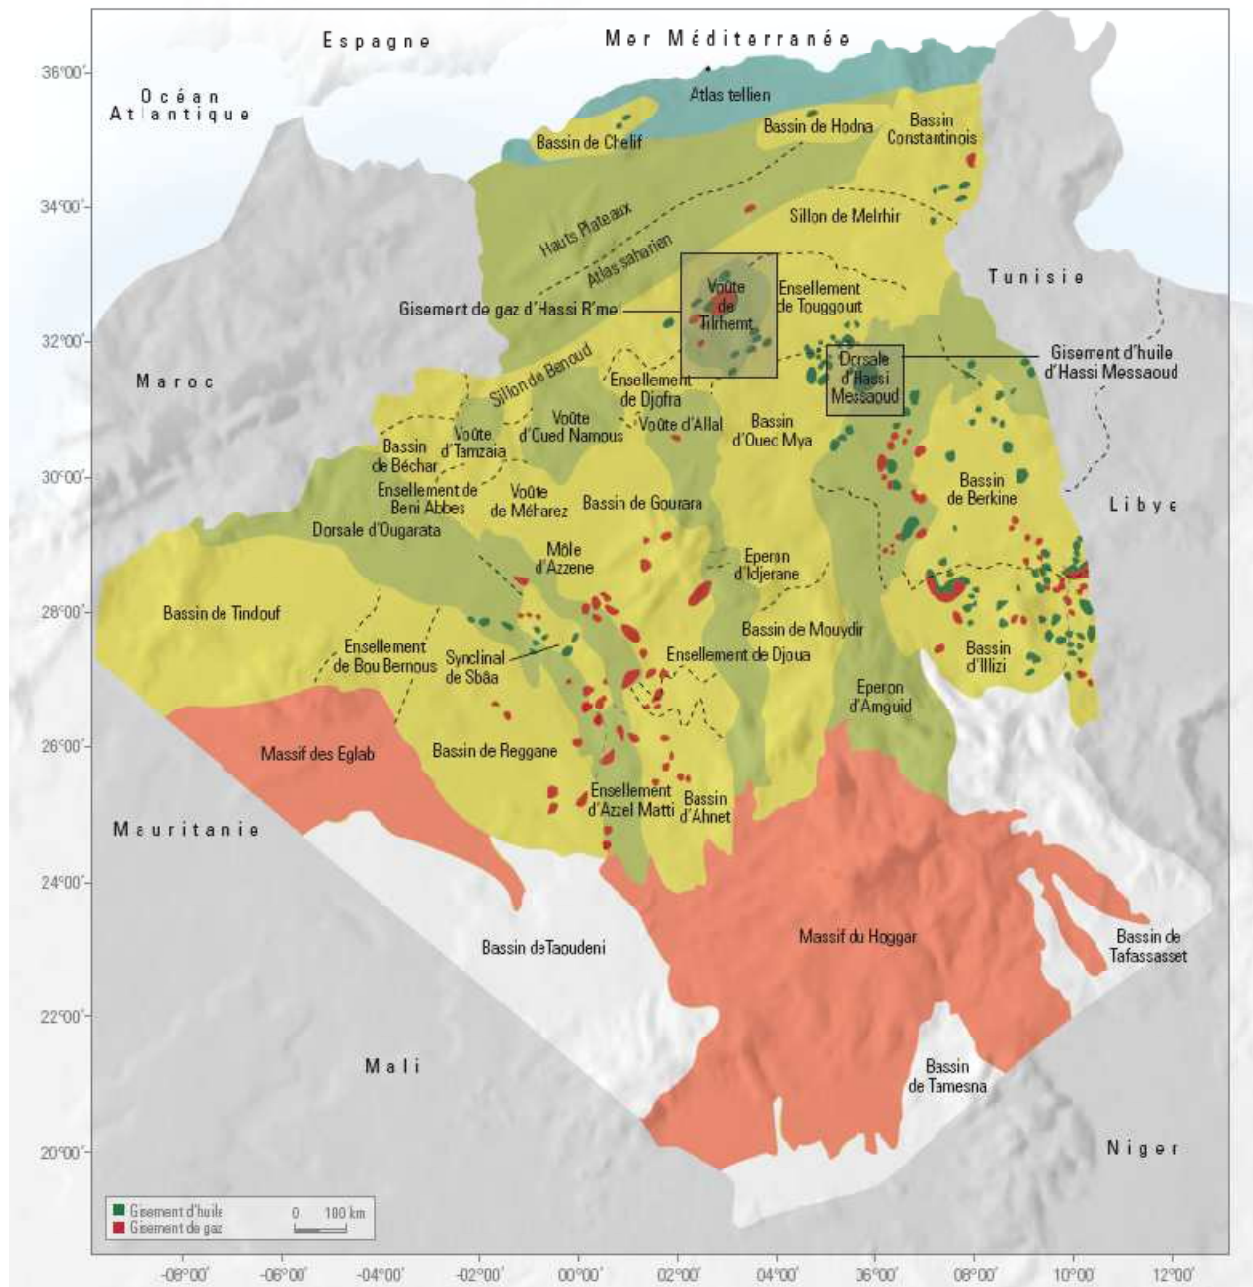 Espagne
Mer Méditerranée
Océan
Atlantique
36°00'
34°00'
32°00'
30°00'
28°00'
26°00'
24°00'
22°00'
20°00'
Atlas tellien
Bassin de Chelif
Bassin de Hodna
Bassin
Constantinois
Hauts Plateaux
Atlas saharien
Sillon de Melrhir
Tunisie
Gisement de gaz d'Hassi R'me
Voûte
de
Tilrhemt
Ensellement
de Touggourt
Gisement d'huile
d'Hassi Messaoud
Dorsale
d'Hassi
Messaoud
Maroc
Sillon de Benoud
Ensellement
de Djofra
Voûte
d'Oued Namous
Voûte d'Allal
Bassin
d'Oued Mya
Voûte
d'Tamzaia
Bassin
de Béchar
Ensellement de
Beni Abbes
Voûte
de Méharez
Bassin de Gourara
Bassin
de Berkine
Libye
Dorsale d'Ougarata
Môle
d'Azzene
Eperon
d'Idjerane
Bassin de Tindouf
Bassin de Mouydir
Ensellement
de Bou Bernous
Synclinal
de Sbâa
Ensellement de Djoua
Bassin
d'Illizi
Eperon
d'Amguid
Massif des Eglab
Bassin de Reggane
Ensellement
d'Azzel Matti
Bassin
d'Ahnet
Mauritanie
Bassin de Taoudeni
Massif du Hoggar
Bassin de
Tafassasset
Mali
Bassin
de Tamesna
Niger
Gisement d'huile
Gisement de gaz
0 100 km
-08°00' -06°00' -04°00' -02°00' 00°00' 02°00' 04°00' 06°00' 08°00' 10°00' 12°00'